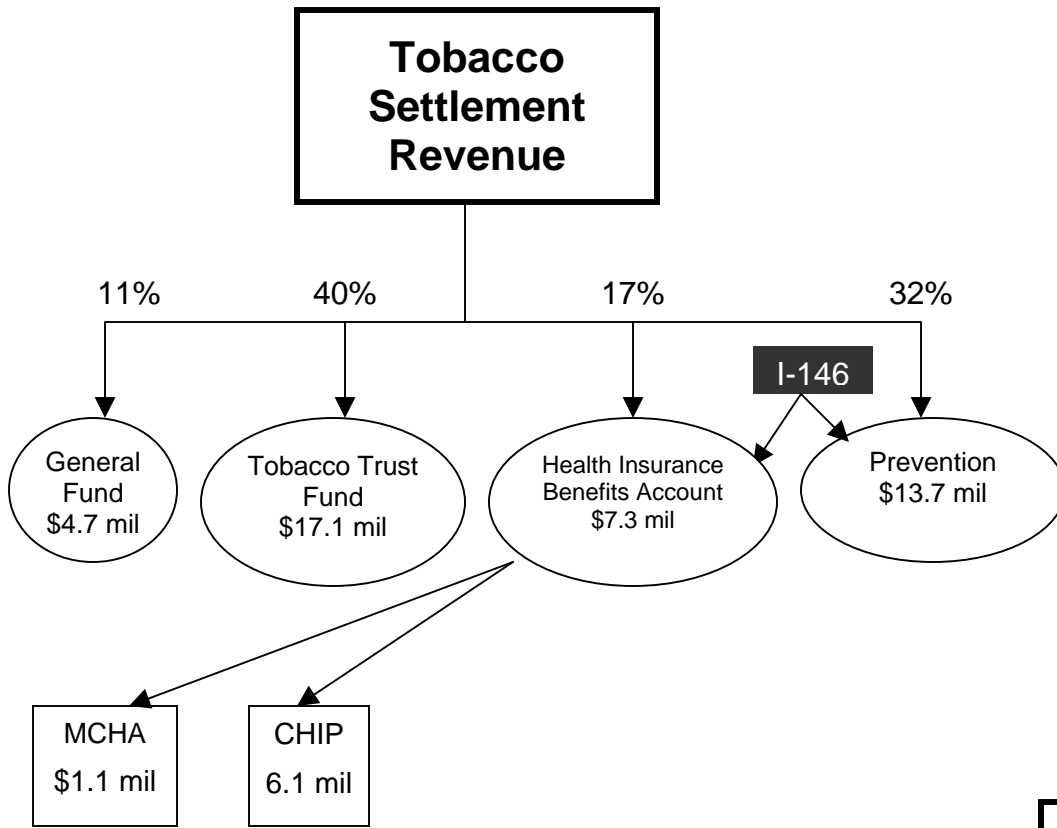 Tobacco
Settlement
Revenue
11%
40%
17%
32%
I-146
General
Fund
$4.7 mil
Tobacco Trust
Fund
$17.1 mil
Health Insurance
Benefits Account
$7.3 mil
Prevention
$13.7 mil
MCHA
$1.1 mil
CHIP
6.1 mil